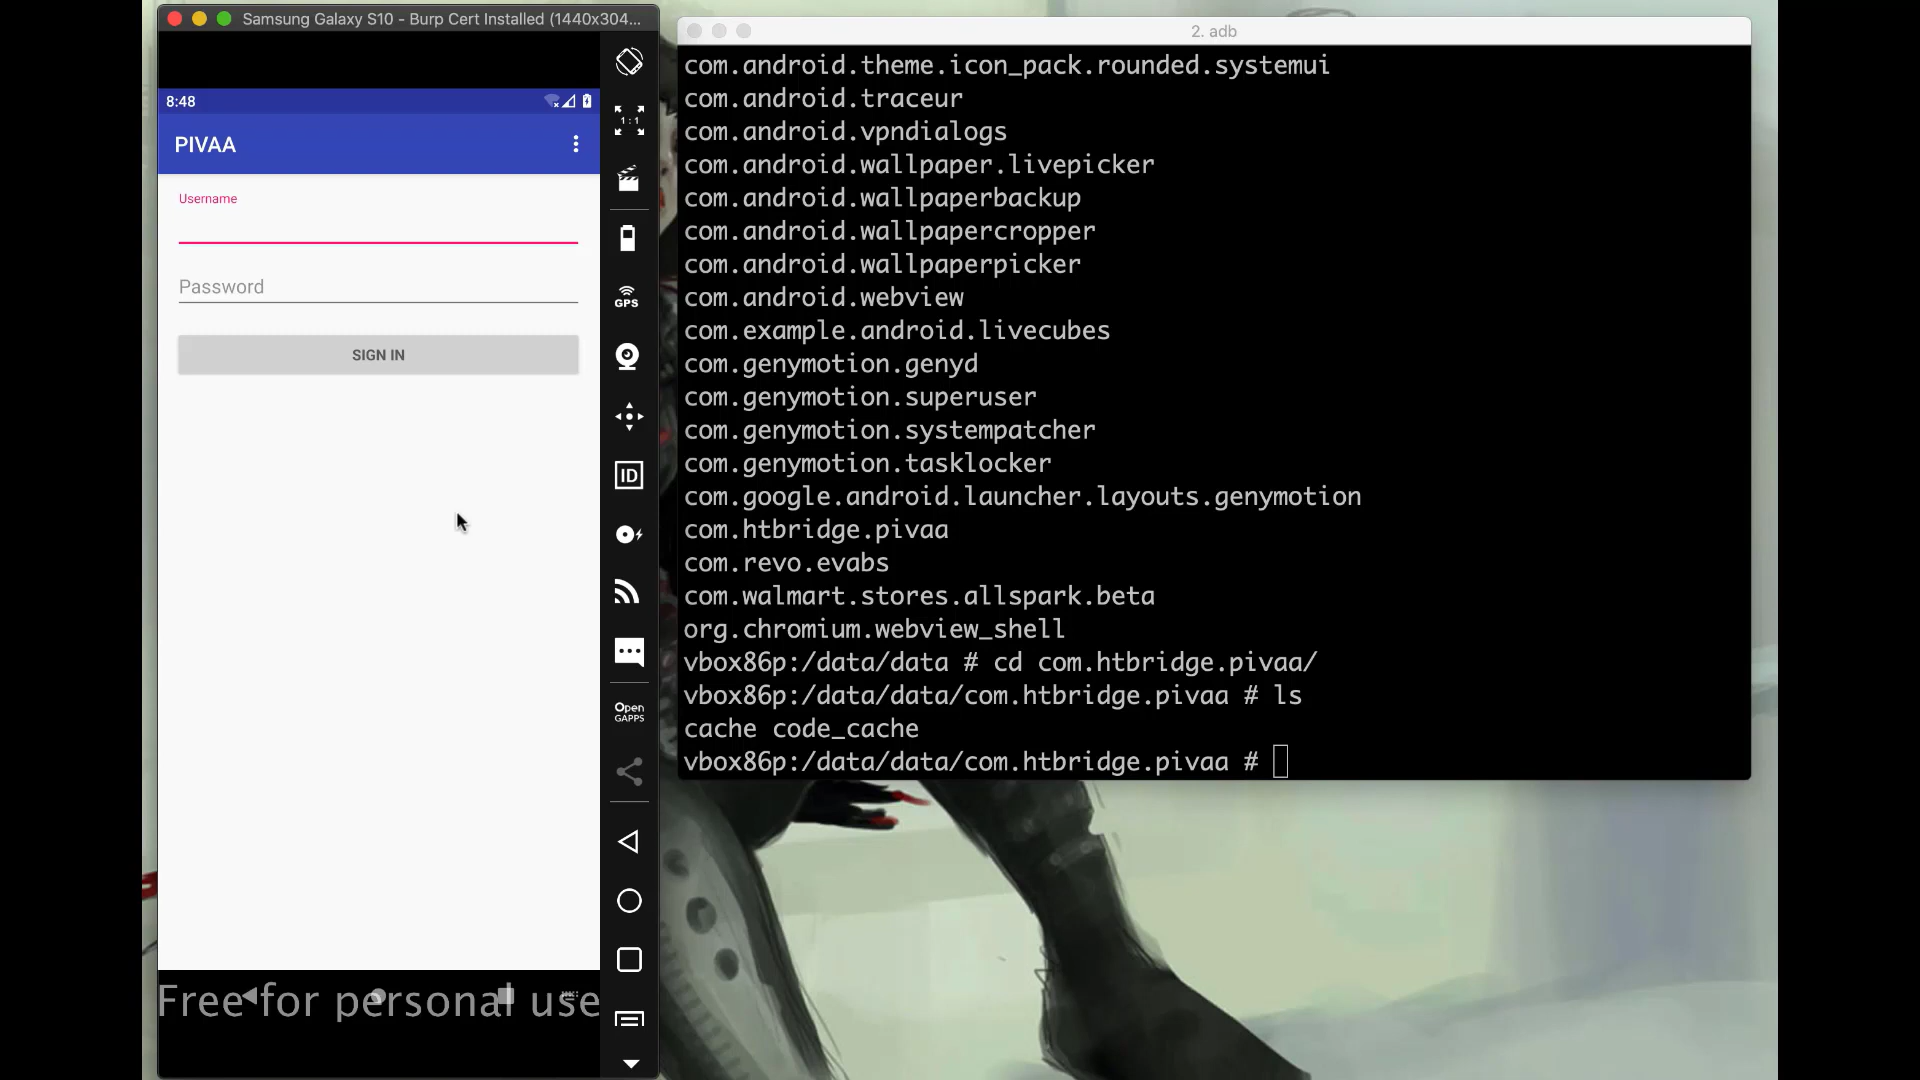 Samsung Galaxy S10 - Burp Cert Installed (1440x304...
8:48
PIVAA
Username
Password
SIGN IN
Free for personal use
1:1
GPS
ID
Open
GAPPS
2. adb
com.android.theme.icon_pack.rounded.systemui
com.android.traceur
com.android.vpndialogs
com.android.wallpaper.livepicker
com.android.wallpaperbackup
com.android.wallpapercropper
com.android.wallpaperpicker
com.android.webview
com.example.android.livecubes
com.genymotion.genyd
com.genymotion.superuser
com.genymotion.systempatcher
com.genymotion.tasklocker
com.google.android.launcher.layouts.genymotion
com.htbridge.pivaa
com.revo.evabs
com.walmart.stores.allspark.beta
org.chromium.webview_shell
vbox86p:/data/data # cd com.htbridge.pivaa/
vbox86p:/data/data/com.htbridge.pivaa # ls
cache code_cache
vbox86p:/data/data/com.htbridge.pivaa #